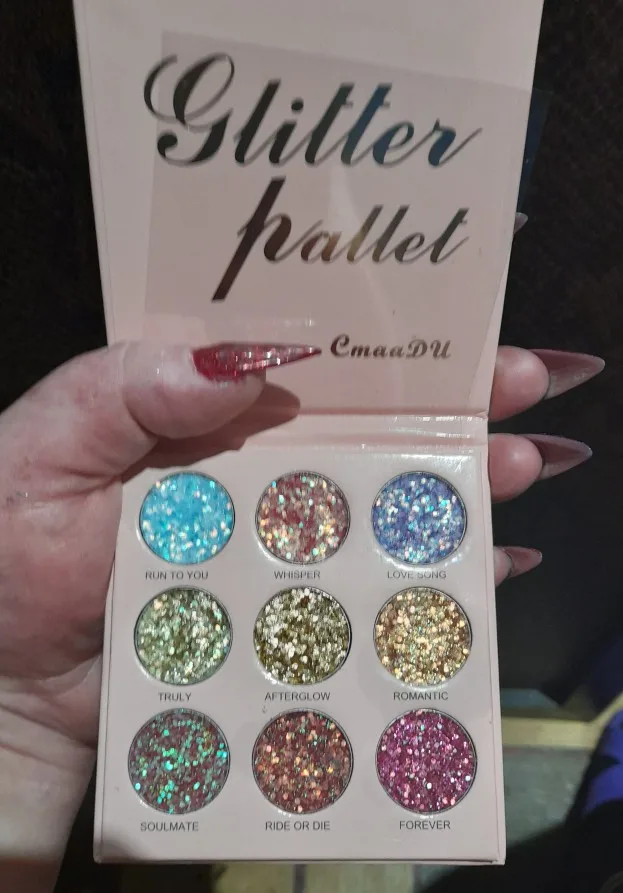 Glitter
pallet
CmaaDU
RUN TO YOU WHISPER LOVE SONG
TRULY AFTERGLOW ROMANTIC
SOULMATE RIDE OR DIE FOREVER